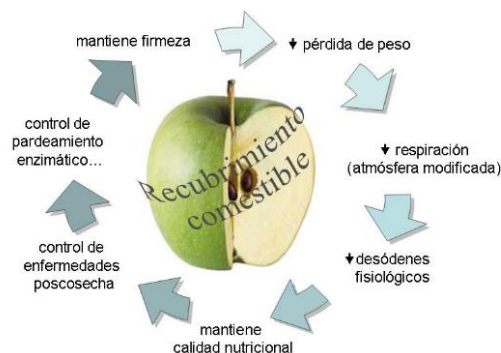 mantiene firmeza
↓ pérdida de peso
↓ respiración
(atmósfera modificada)
↓ desódenes
fisiológicos
mantiene
calidad nutricional
control de
enfermedades
poscosecha
control de
pardeamiento
enzimático...
Recubrimiento
comestible